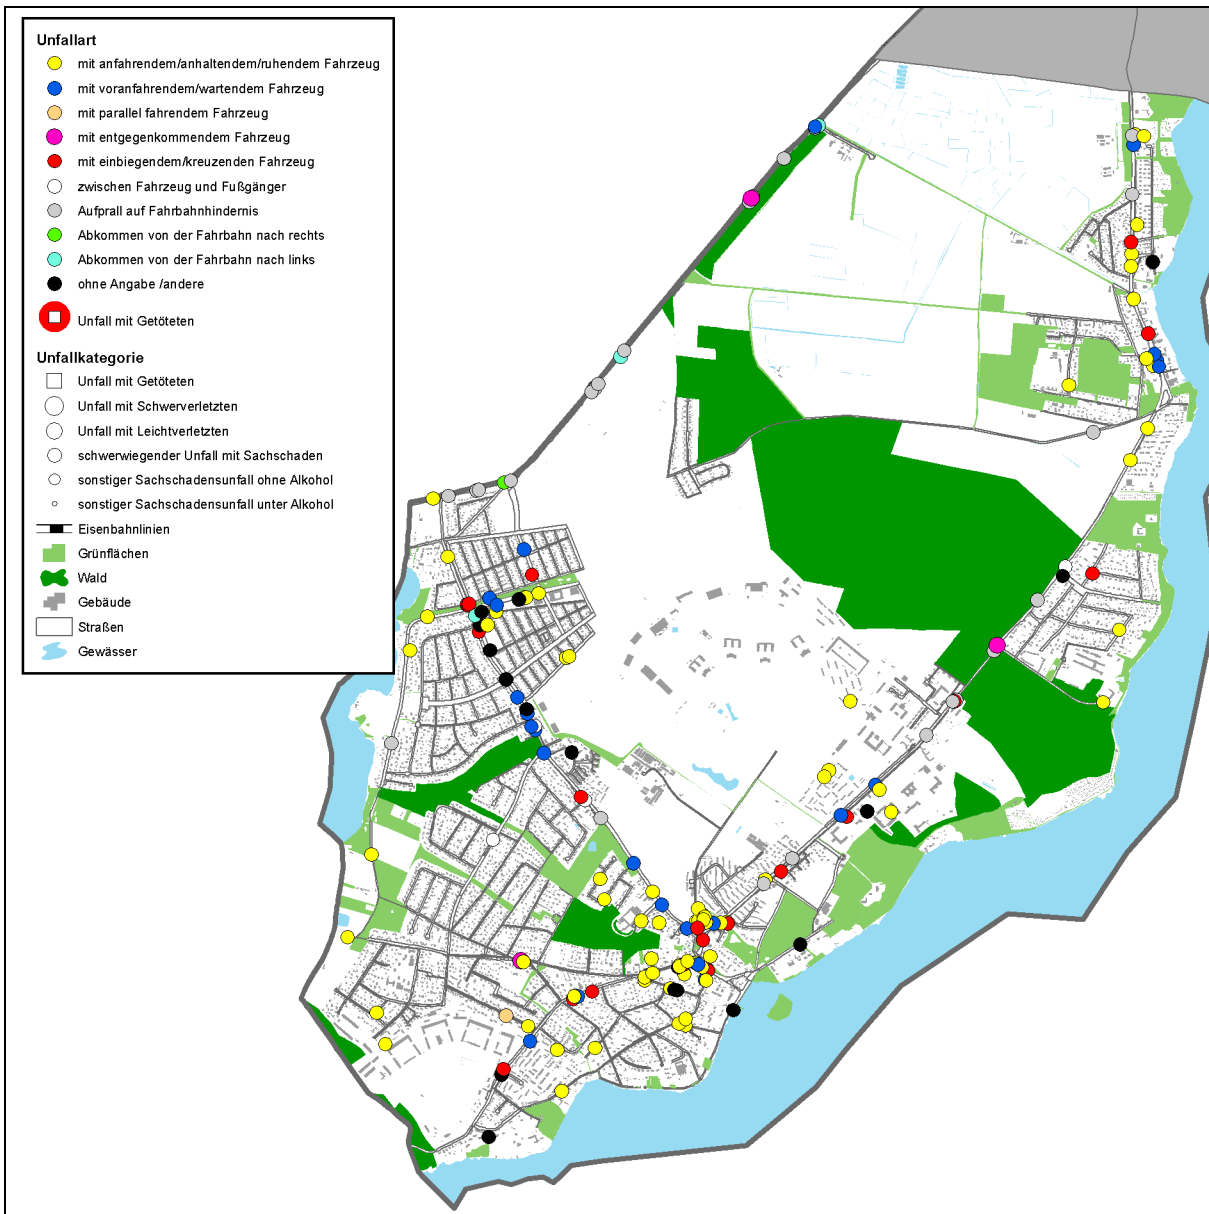 Unfallart
mit anfahrendem/anhaltendem/ruhendem Fahrzeug
mit voranfahrendem/wartendem Fahrzeug
mit parallel fahrendem Fahrzeug
mit entgegenkommendem Fahrzeug
mit einbiegendem/kreuzenden Fahrzeug
zwischen Fahrzeug und Fußgänger
Aufprall auf Fahrbahnhindernis
Abkommen von der Fahrbahn nach rechts
Abkommen von der Fahrbahn nach links
ohne Angabe /andere
Unfall mit Getöteten
Unfallkategorie
Unfall mit Getöteten
Unfall mit Schwerverletzten
Unfall mit Leichtverletzten
schwerwiegender Unfall mit Sachschaden
sonstiger Sachschadensunfall ohne Alkohol
sonstiger Sachschadensunfall unter Alkohol
Eisenbahnlinien
Grünflächen
Wald
Gebäude
Straßen
Gewässer